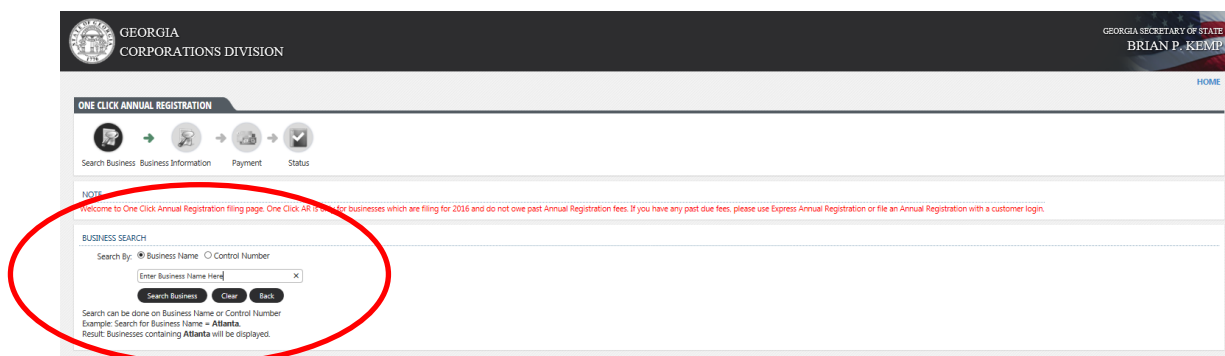 GEORGIA
CORPORATIONS DIVISION
GEORGIA SECRETARY OF STATE
BRIAN P. KEMP
HOME
ONE CLICK ANNUAL REGISTRATION
Search Business Business Information Payment Status
NOTE
Welcome to One Click Annual Registration filing page. One Click AR is only for businesses which are filing for 2016 and do not owe past Annual Registration fees. If you have any past due fees, please use Express Annual Registration or file an Annual Registration with a customer login.
BUSINESS SEARCH
Search By: Business Name Control Number
Enter Business Name Here
Search Business Clear Back
Search can be done on Business Name or Control Number
Example: Search for Business Name = Atlanta.
Result: Businesses containing Atlanta will be displayed.